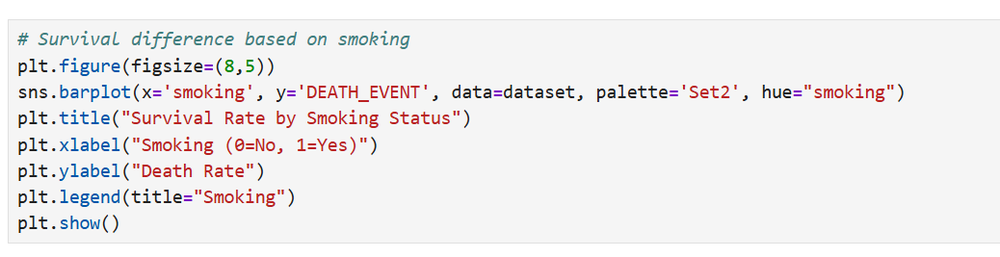 # Survival difference based on smoking
plt.figure(figsize=(8,5))
sns.barplot(x='smoking', y='DEATH_EVENT', data=dataset, palette='Set2', hue="smoking")
plt.title("Survival Rate by Smoking Status")
plt.xlabel("Smoking (0=No, 1=Yes)")
plt.ylabel("Death Rate")
plt.legend(title="Smoking")
plt.show()